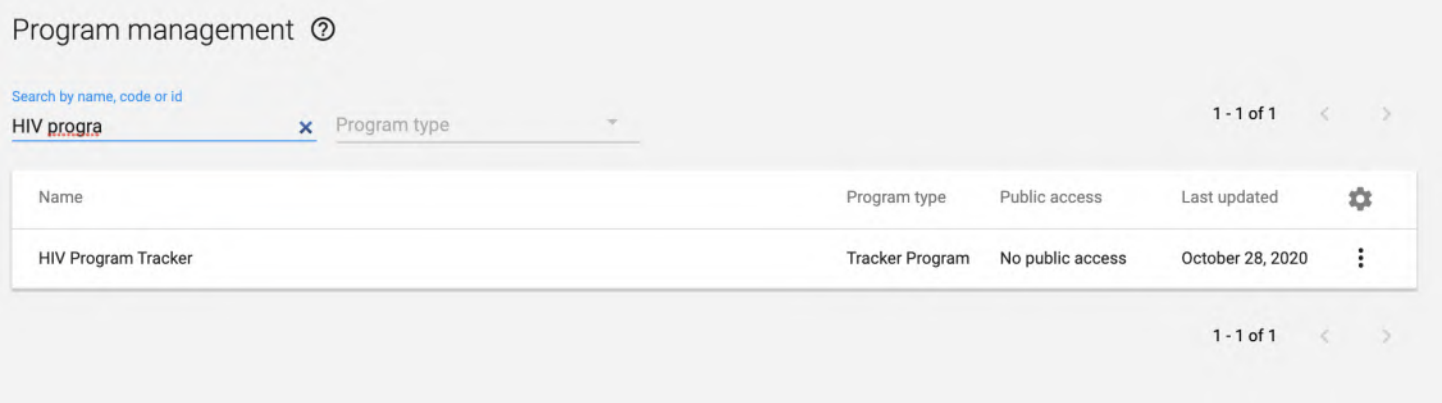 Program management ?
Search by name, code or id
HIV progra × Program type
1 - 1 of 1 < >
Name Program type Public access Last updated
HIV Program Tracker Tracker Program No public access October 28, 2020
1 - 1 of 1 < >